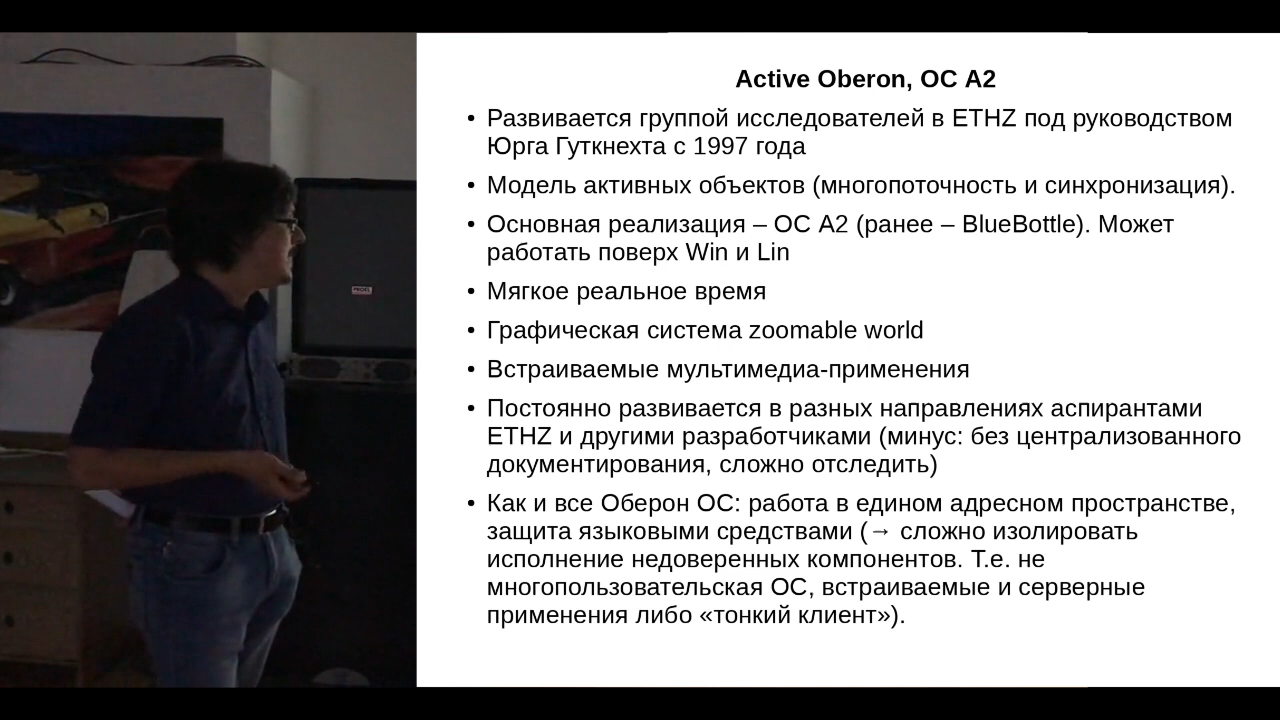 Active Oberon, ОС A2
• Развивается группой исследователей в ETHZ под руководством
Юрга Гуткнехта с 1997 года
• Модель активных объектов (многопоточность и синхронизация).
• Основная реализация – ОС A2 (ранее – BlueBottle). Может
работать поверх Win и Lin
• Мягкое реальное время
• Графическая система zoomable world
• Встраиваемые мультимедиа-применения
• Постоянно развивается в разных направлениях аспирантами
ETHZ и другими разработчиками (минус: без централизованного
документирования, сложно отследить)
• Как и все Оберон ОС: работа в едином адресном пространстве,
защита языковыми средствами (→ сложно изолировать
исполнение недоверенных компонентов. Т.е. не
многопользовательская ОС, встраиваемые и серверные
применения либо «тонкий клиент»).